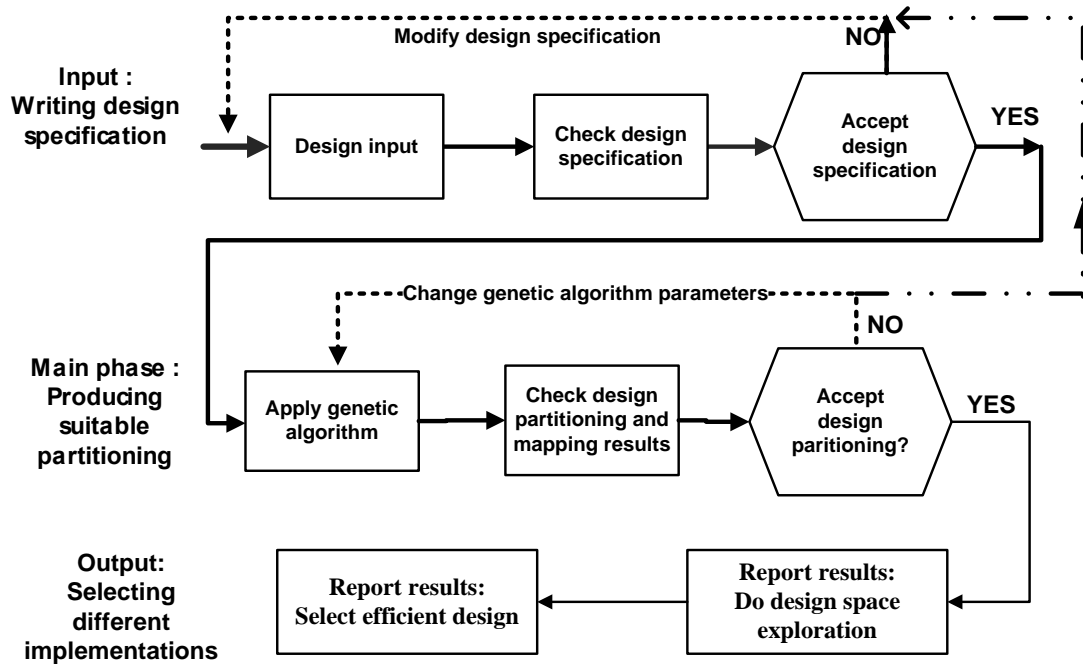 Modify design specification
NO
Input :
Writing design
specification
Design input
Check design
specification
Accept
design
specification
YES
Change genetic algorithm parameters
NO
Main phase :
Producing
suitable
partitioning
Apply genetic
algorithm
Check design
partitioning and
mapping results
Accept
design
paritioning?
YES
Output:
Selecting
different
implementations
Report results:
Select efficient design
Report results:
Do design space
exploration